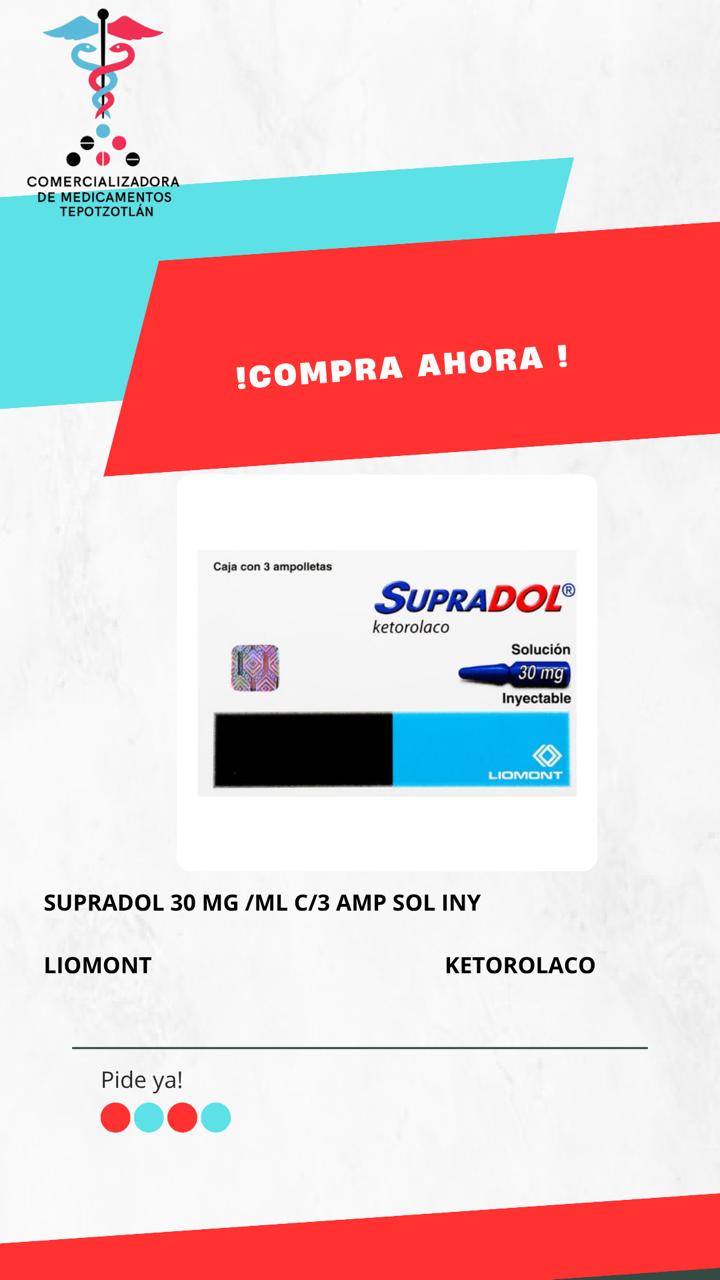 COMERCIALIZADORA
DE MEDICAMENTOS
TEPOTZOTLÁN
!COMPRA AHORA !
Caja con 3 ampolletas
SUPRADOL®
ketorolaco
Solución
30 mg
Inyectable
LIOMONT
SUPRADOL 30 MG /ML C/3 AMP SOL INY
LIOMONT KETOROLACO
Pide ya!